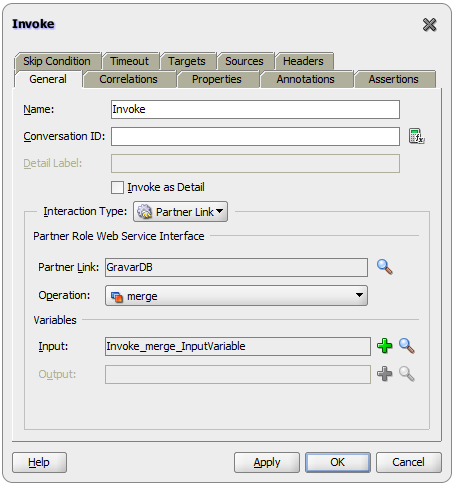 Invoke
Skip Condition Timeout Targets Sources Headers
General Correlations Properties Annotations Assertions
Name: Invoke
Conversation ID:
Detail Label:
Invoke as Detail
Interaction Type: Partner Link
Partner Role Web Service Interface
Partner Link: GravarDB
Operation: merge
Variables
Input: Invoke_merge_InputVariable
Output:
Help Apply OK Cancel